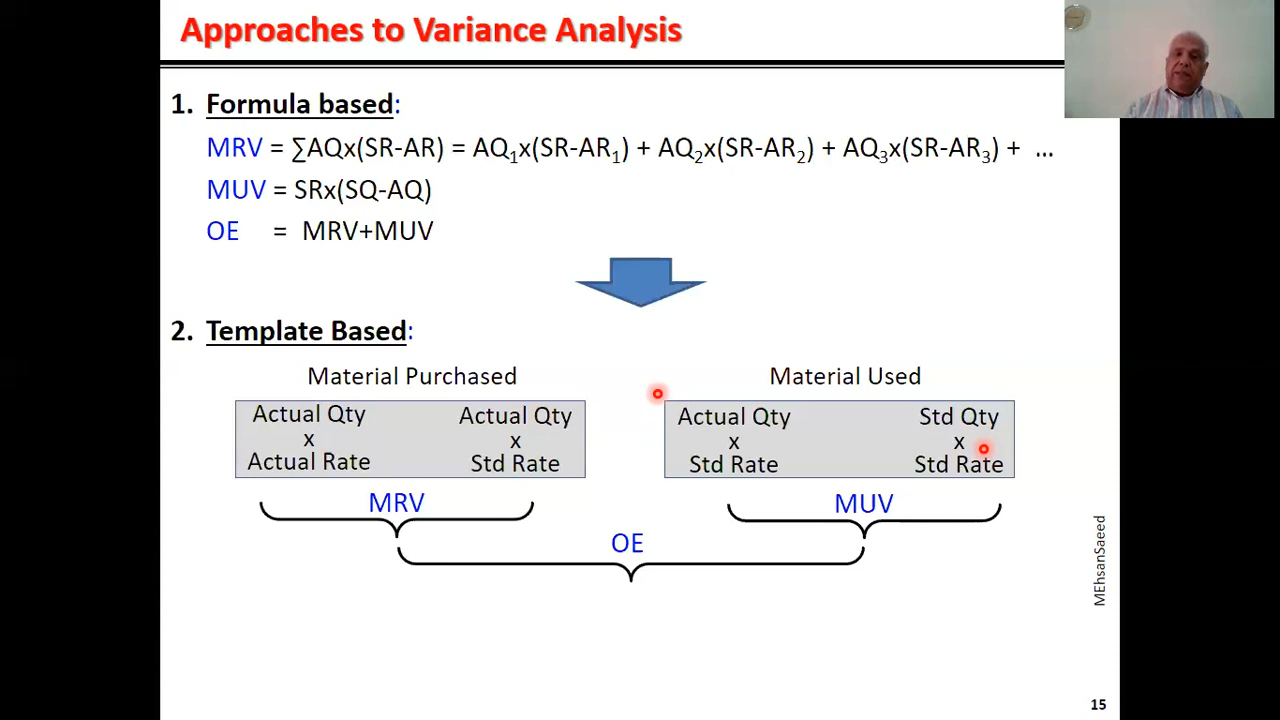 Approaches to Variance Analysis
1. Formula based:
MRV = ∑AQx(SR-AR) = AQ₁x(SR-AR₁) + AQ₂x(SR-AR₂) + AQ₃x(SR-AR₃) + ...
MUV = SRx(SQ-AQ)
OE = MRV+MUV
2. Template Based:
Material Purchased
Material Used
Actual Qty Actual Qty
x x
Actual Rate Std Rate
Actual Qty Std Qty
x x
Std Rate Std Rate
MRV
MUV
OE
MEhsanSaeed
15